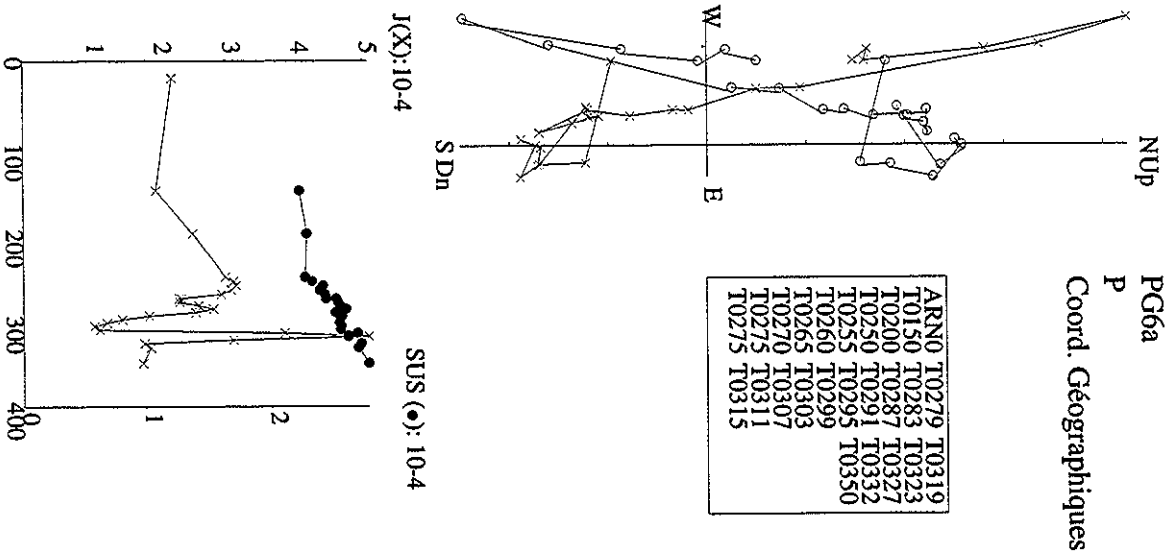 PG6a
P
Coord. Géographiques
ARN0 T0279 T0319
T0150 T0283 T0323
T0200 T0287 T0327
T0250 T0291 T0332
T0255 T0295 T0350
T0260 T0299
T0265 T0303
T0270 T0307
T0275 T0311
T0275 T0315
NUp
W
E
S Dn
J(X):10-4
5
4
3
2
1
0
100
200
300
400
SUS (●): 10-4
2
1
0